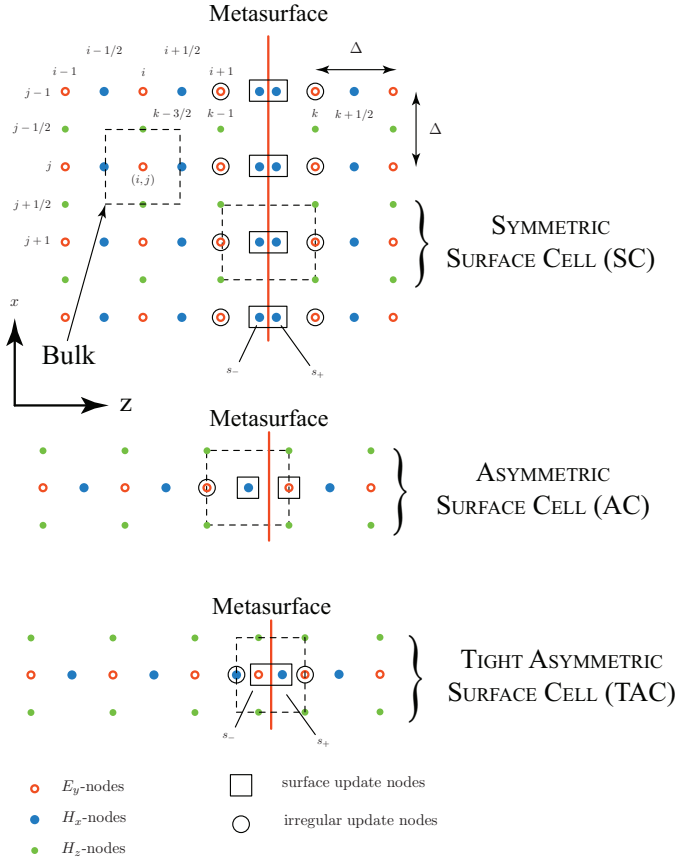 Metasurface
i − 1/2
i + 1/2
Δ
i − 1
i
i + 1
j − 1
k − 3/2
k − 1
k
k + 1/2
j − 1/2
Δ
j
(i, j)
j + 1/2
j + 1
SYMMETRIC
SURFACE CELL (SC)
x
Bulk
s−
s+
z
Metasurface
ASYMMETRIC
SURFACE CELL (AC)
Metasurface
TIGHT ASYMMETRIC
SURFACE CELL (TAC)
s−
s+
Ey-nodes
surface update nodes
Hx-nodes
irregular update nodes
Hz-nodes